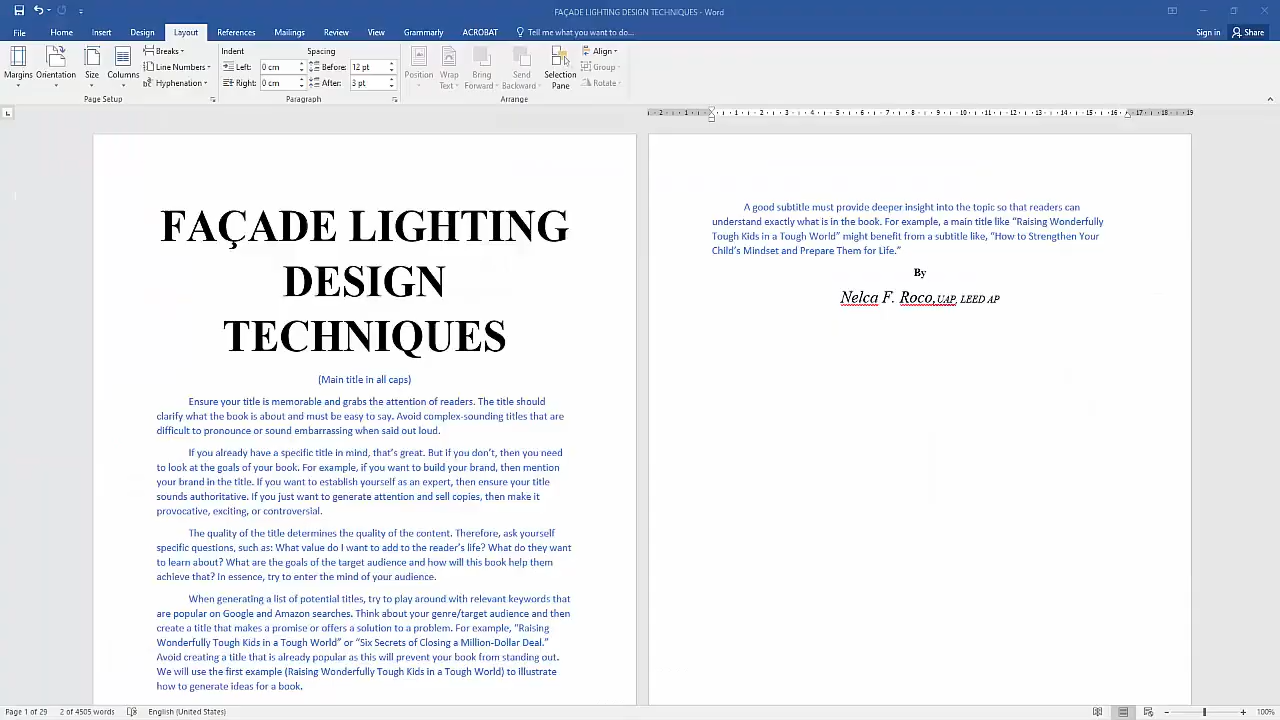 FAÇADE LIGHTING DESIGN TECHNIQUES - Word
File Home Insert Design Layout References Mailings Review View Grammarly ACROBAT Tell me what you want to do... Sign in Share
Margins Orientation Size Columns
Breaks
Line Numbers
Hyphenation
Page Setup
Indent Spacing
Left: 0 cm Before: 12 pt
Right: 0 cm After: 3 pt
Paragraph
Position Wrap Text Bring Forward Send Backward Selection Pane
Align
Group
Rotate
Arrange
2 1 1 2 3 4 5 6 7 8 9 10 11 12 13 14 15 16 17 18 19
FAÇADE LIGHTING
DESIGN
TECHNIQUES
(Main title in all caps)
Ensure your title is memorable and grabs the attention of readers. The title should
clarify what the book is about and must be easy to say. Avoid complex-sounding titles that are
difficult to pronounce or sound embarrassing when said out loud.
If you already have a specific title in mind, that’s great. But if you don’t, then you need
to look at the goals of your book. For example, if you want to build your brand, then mention
your brand in the title. If you want to establish yourself as an expert, then ensure your title
sounds authoritative. If you just want to generate attention and sell copies, then make it
provocative, exciting, or controversial.
The quality of the title determines the quality of the content. Therefore, ask yourself
specific questions, such as: What value do I want to add to the reader’s life? What do they want
to learn about? What are the goals of the target audience and how will this book help them
achieve that? In essence, try to enter the mind of your audience.
When generating a list of potential titles, try to play around with relevant keywords that
are popular on Google and Amazon searches. Think about your genre/target audience and then
create a title that makes a promise or offers a solution to a problem. For example, “Raising
Wonderfully Tough Kids in a Tough World” or “Six Secrets of Closing a Million-Dollar Deal.”
Avoid creating a title that is already popular as this will prevent your book from standing out.
We will use the first example (Raising Wonderfully Tough Kids in a Tough World) to illustrate
how to generate ideas for a book.
A good subtitle must provide deeper insight into the topic so that readers can
understand exactly what is in the book. For example, a main title like “Raising Wonderfully
Tough Kids in a Tough World” might benefit from a subtitle like, “How to Strengthen Your
Child’s Mindset and Prepare Them for Life.”
By
Nelca F. Roco, UAP, LEED AP
Page 1 of 29 2 of 4505 words English (United States) 100%